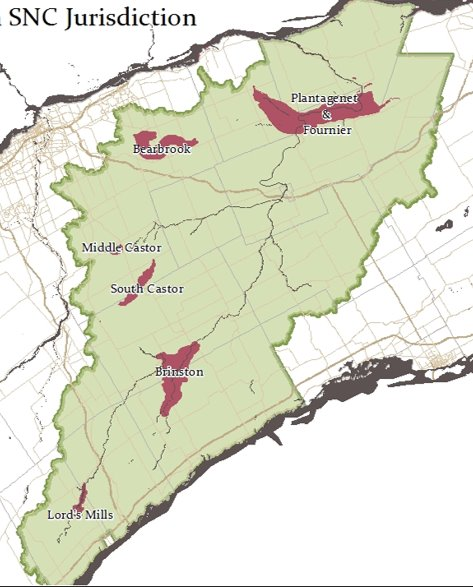 SNC Jurisdiction
Plantagenet
&
Fournier
Bearbrook
Middle Castor
South Castor
Brinston
Lord's Mills